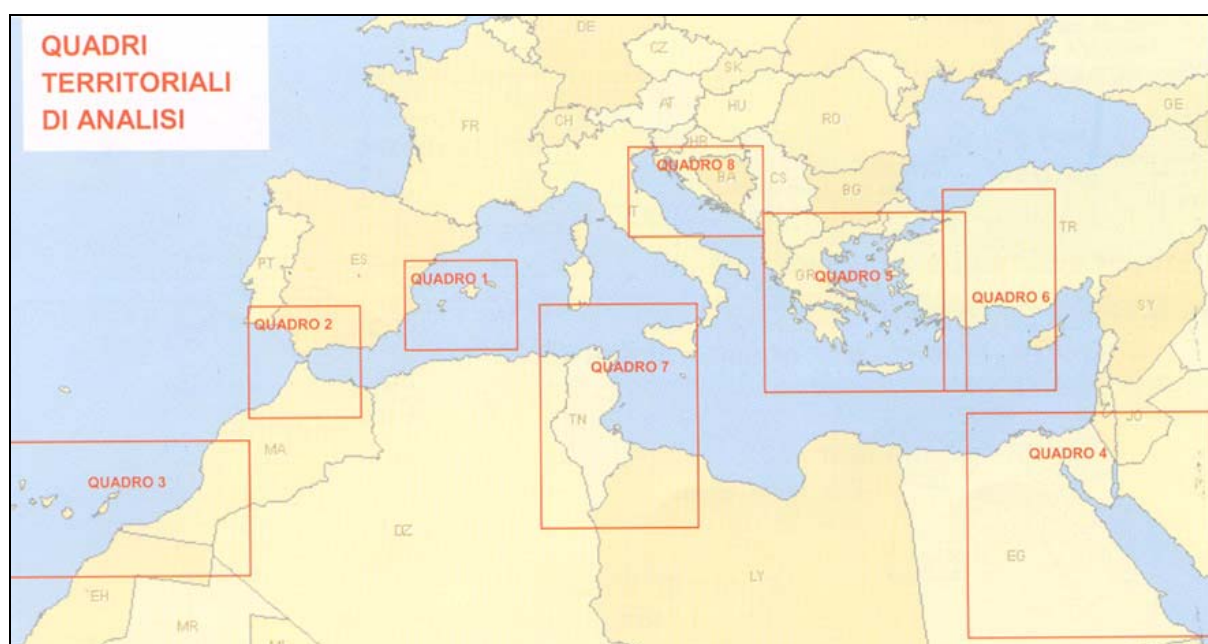 QUADRI
TERRITORIALI
DI ANALISI
DE
CZ
SK
FR
CH
AT
HU
RO
GE
HR
QUADRO 8
BA
CS
BG
IT
TR
PT
ES
QUADRO 1
GR
QUADRO 5
QUADRO 6
SY
QUADRO 2
QUADRO 7
TN
JO
MA
QUADRO 4
QUADRO 3
DZ
EG
LY
EH
MR